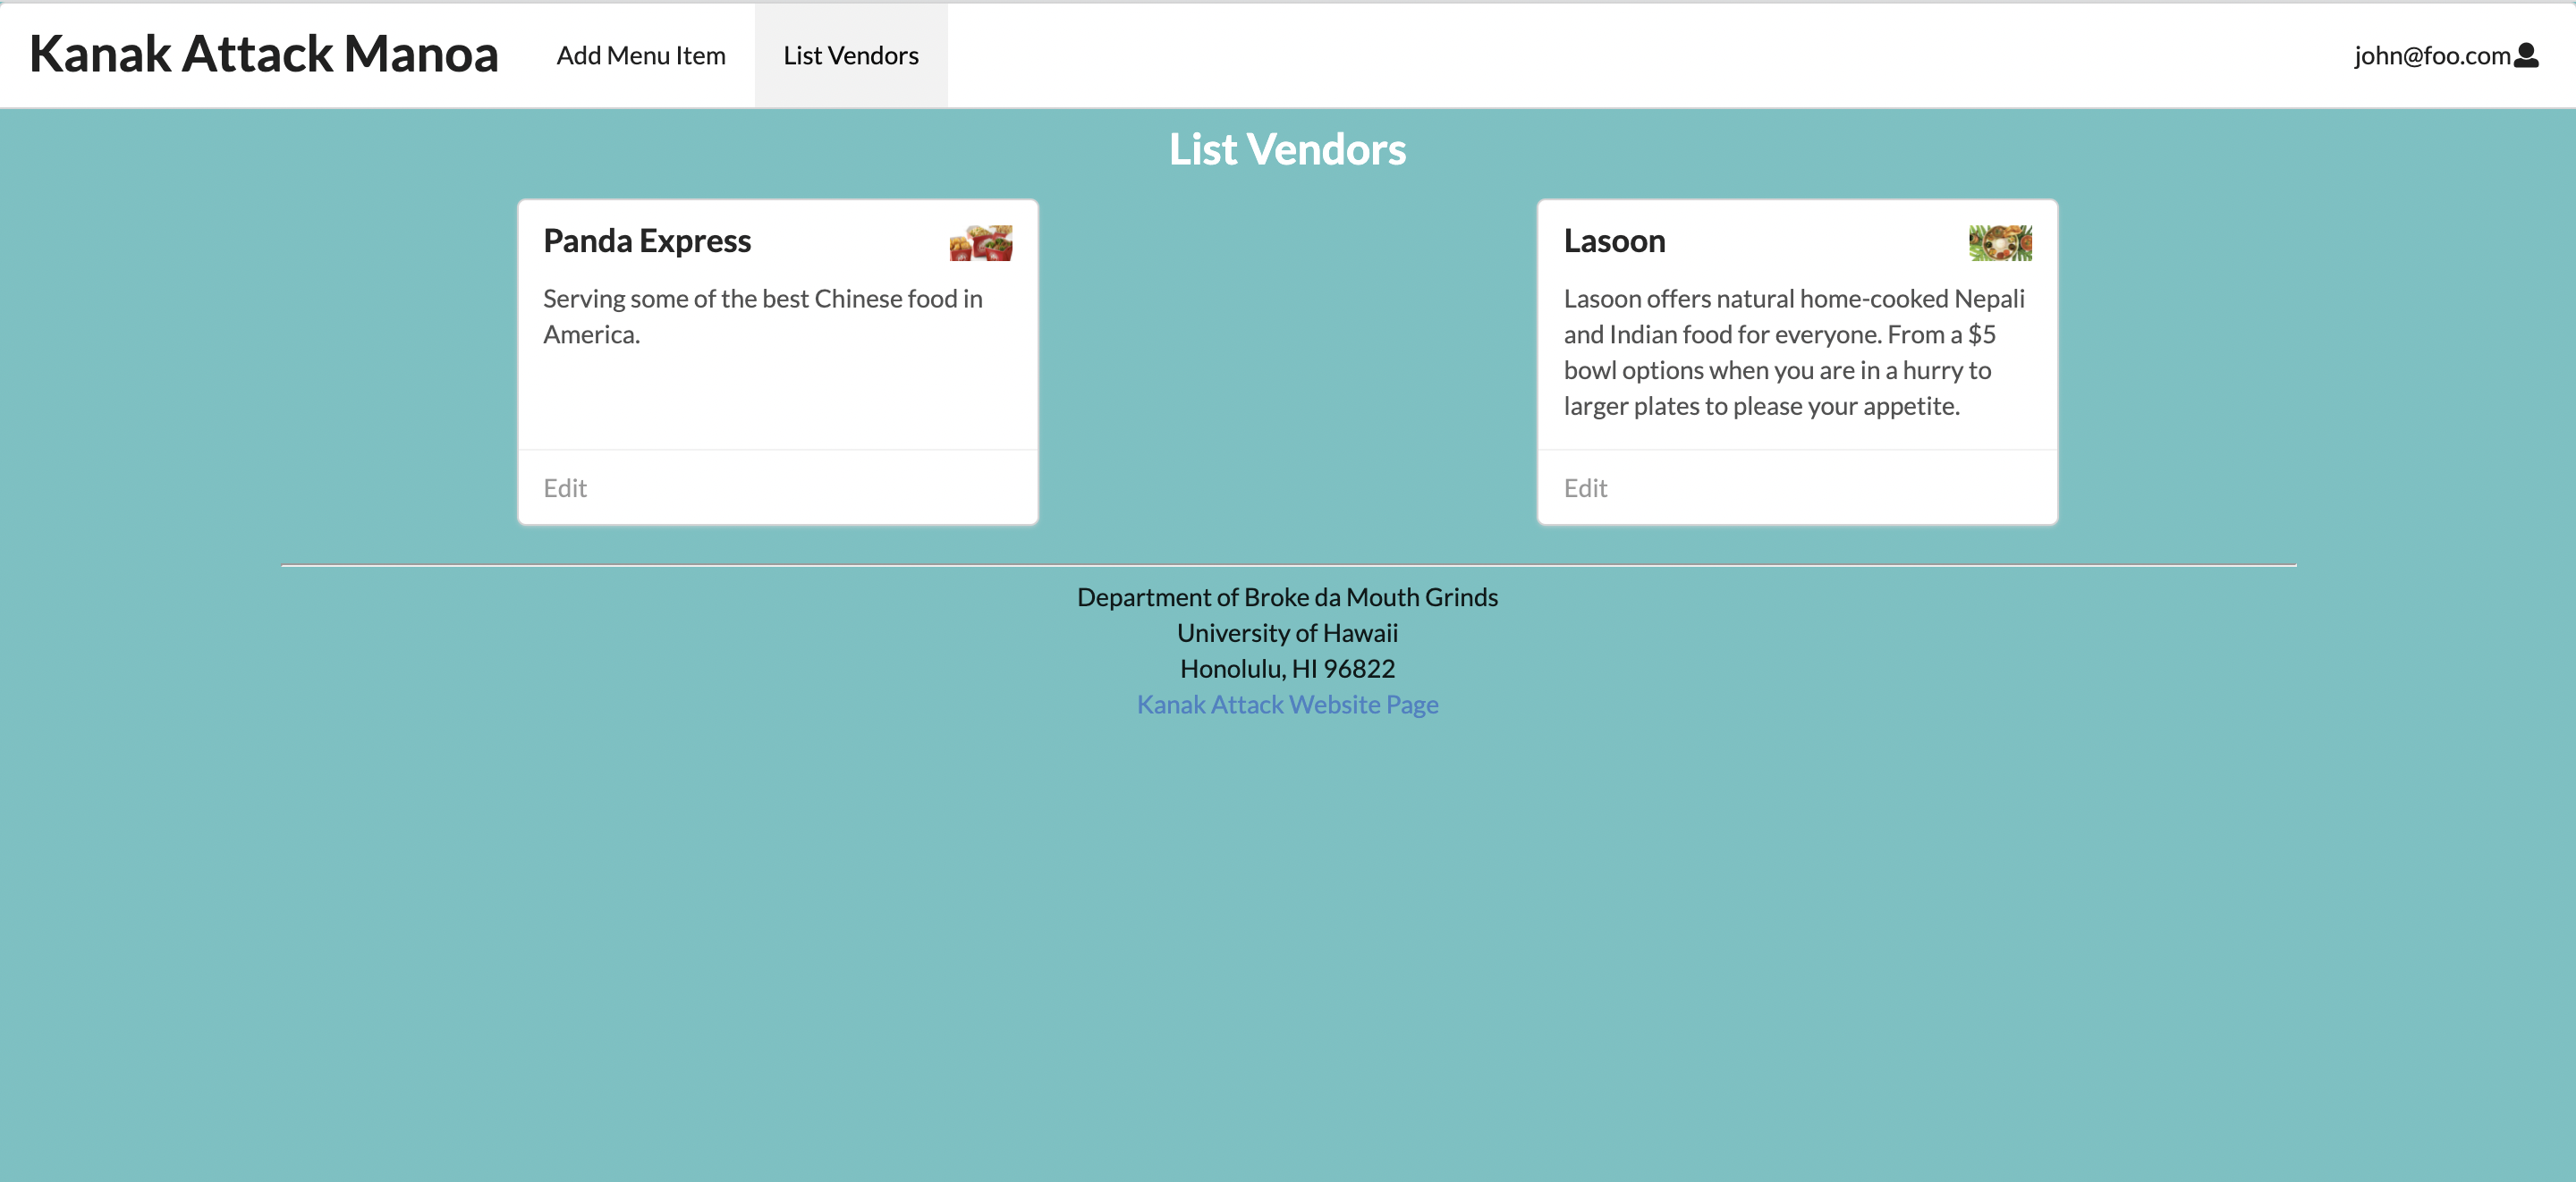 Kanak Attack Manoa
Add Menu Item
List Vendors
john@foo.com
List Vendors
Panda Express
Serving some of the best Chinese food in
America.
Edit
Lasoon
Lasoon offers natural home-cooked Nepali
and Indian food for everyone. From a $5
bowl options when you are in a hurry to
larger plates to please your appetite.
Edit
Department of Broke da Mouth Grinds
University of Hawaii
Honolulu, HI 96822
Kanak Attack Website Page